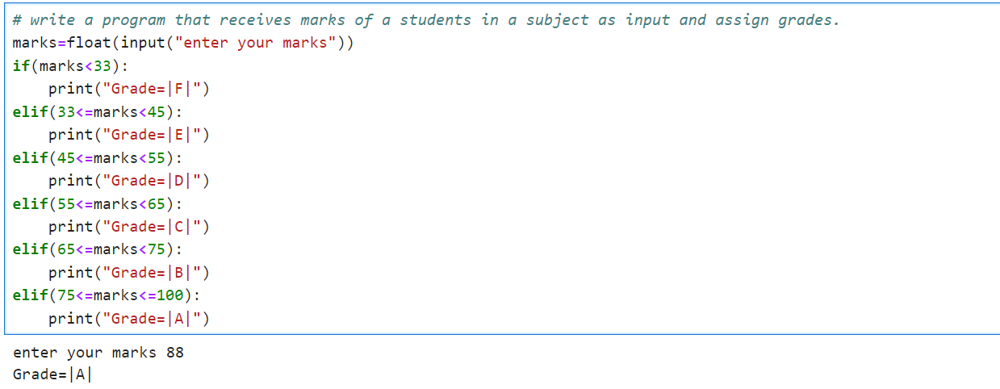 # write a program that receives marks of a students in a subject as input and assign grades.
marks=float(input("enter your marks"))
if(marks<33):
    print("Grade=|F|")
elif(33<=marks<45):
    print("Grade=|E|")
elif(45<=marks<55):
    print("Grade=|D|")
elif(55<=marks<65):
    print("Grade=|C|")
elif(65<=marks<75):
    print("Grade=|B|")
elif(75<=marks<=100):
    print("Grade=|A|")
enter your marks 88
Grade=|A|